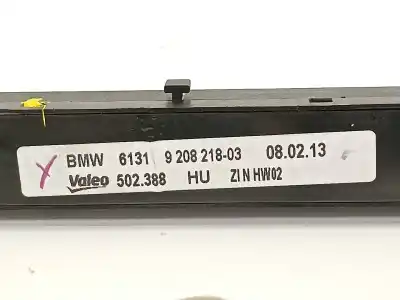 BMW 6131 9 208 218-03 08.02.13
Valeo 502.388 HU ZI N HW02